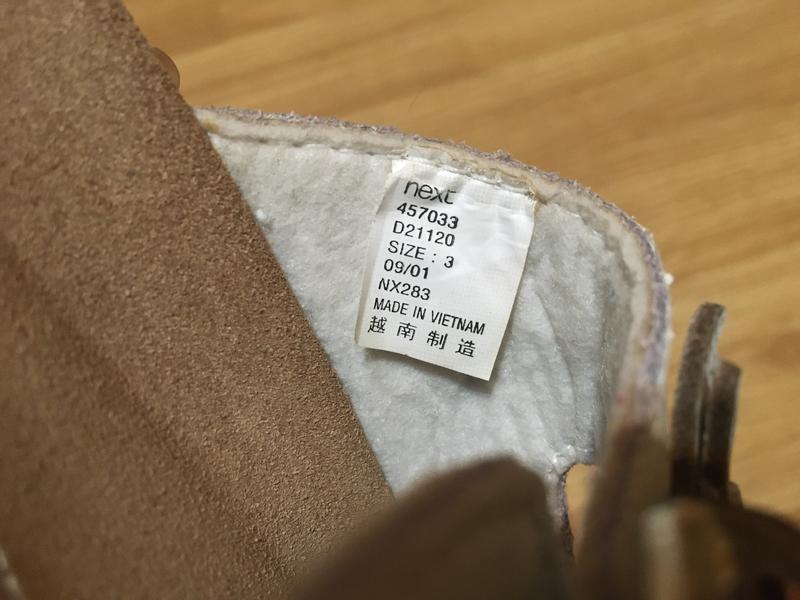 next
457033
D21120
SIZE : 3
09/01
NX283
MADE IN VIETNAM
越南制造